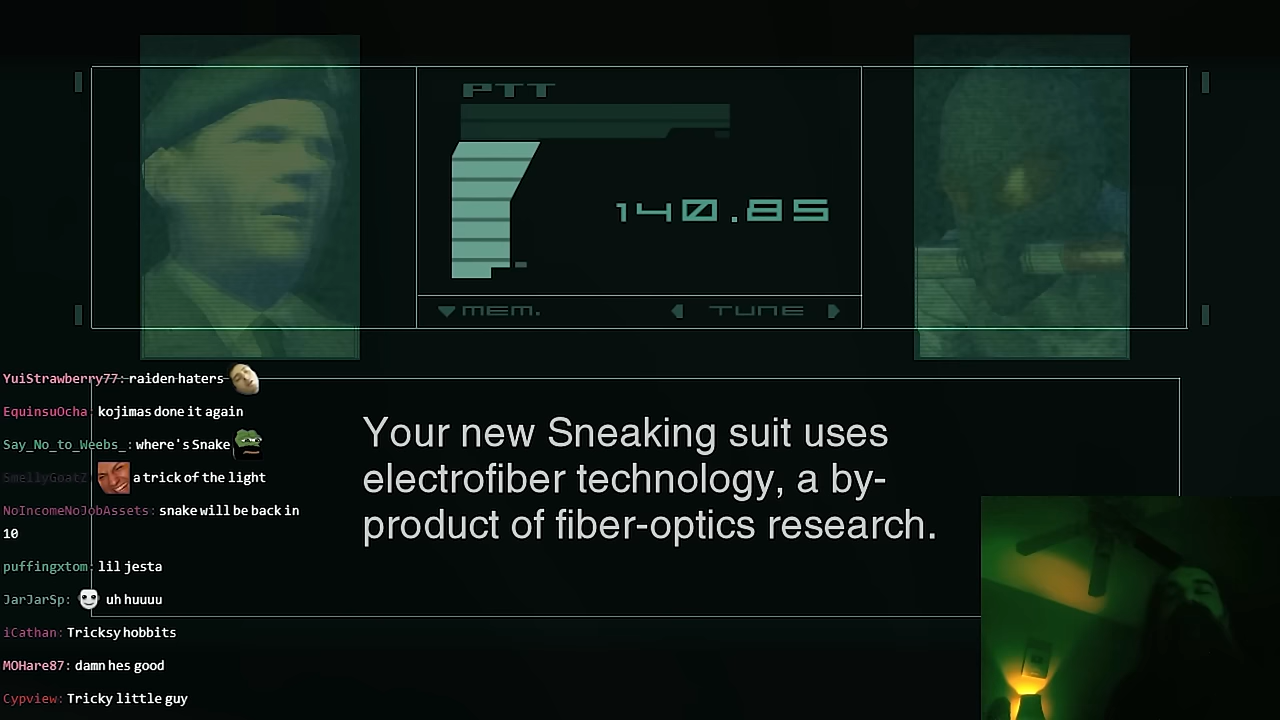 PTT
140.85
MEM.
TUNE
YuiStrawberry77: raiden haters
EquinsuOcha: kojimas done it again
Say_No_to_Weebs_: where's Snake
SmellyGoatZ: a trick of the light
NoIncomeNoJobAssets: snake will be back in
10
puffingxtom: lil jesta
JarJarSp: uh huuuu
iCathan: Tricksy hobbits
MOHare87: damn hes good
Cypview: Tricky little guy
Your new Sneaking suit uses
electrofiber technology, a by-
product of fiber-optics research.